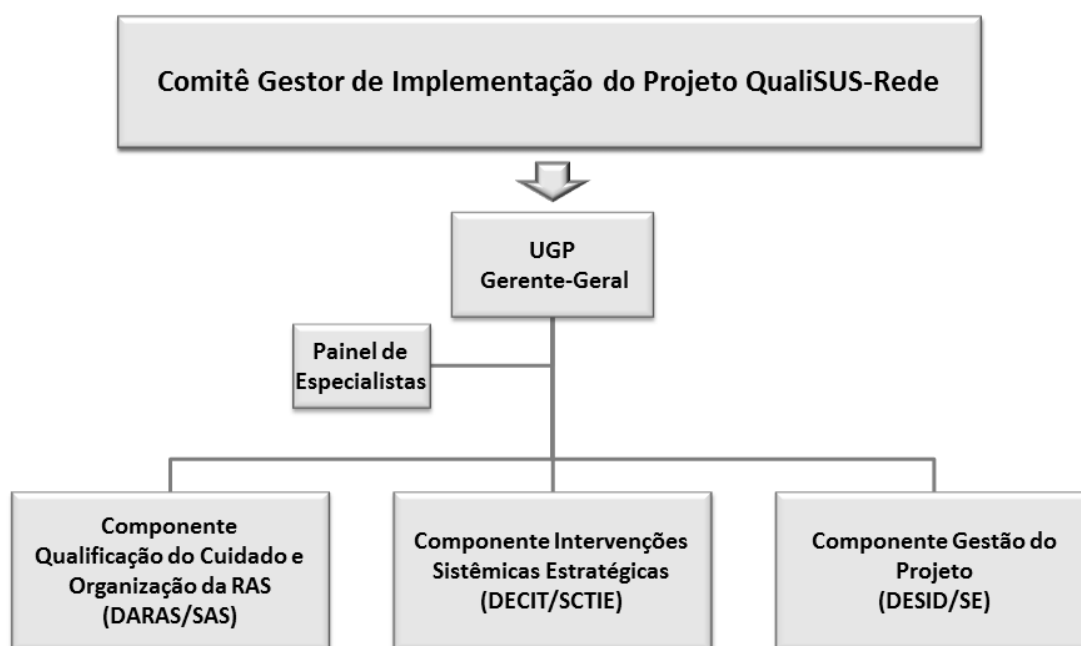 Comitê Gestor de Implementação do Projeto QualiSUS-Rede
UGP
Gerente-Geral
Painel de
Especialistas
Componente
Qualificação do Cuidado e
Organização da RAS
(DARAS/SAS)
Componente Intervenções
Sistêmicas Estratégicas
(DECIT/SCTIE)
Componente Gestão do
Projeto
(DESID/SE)